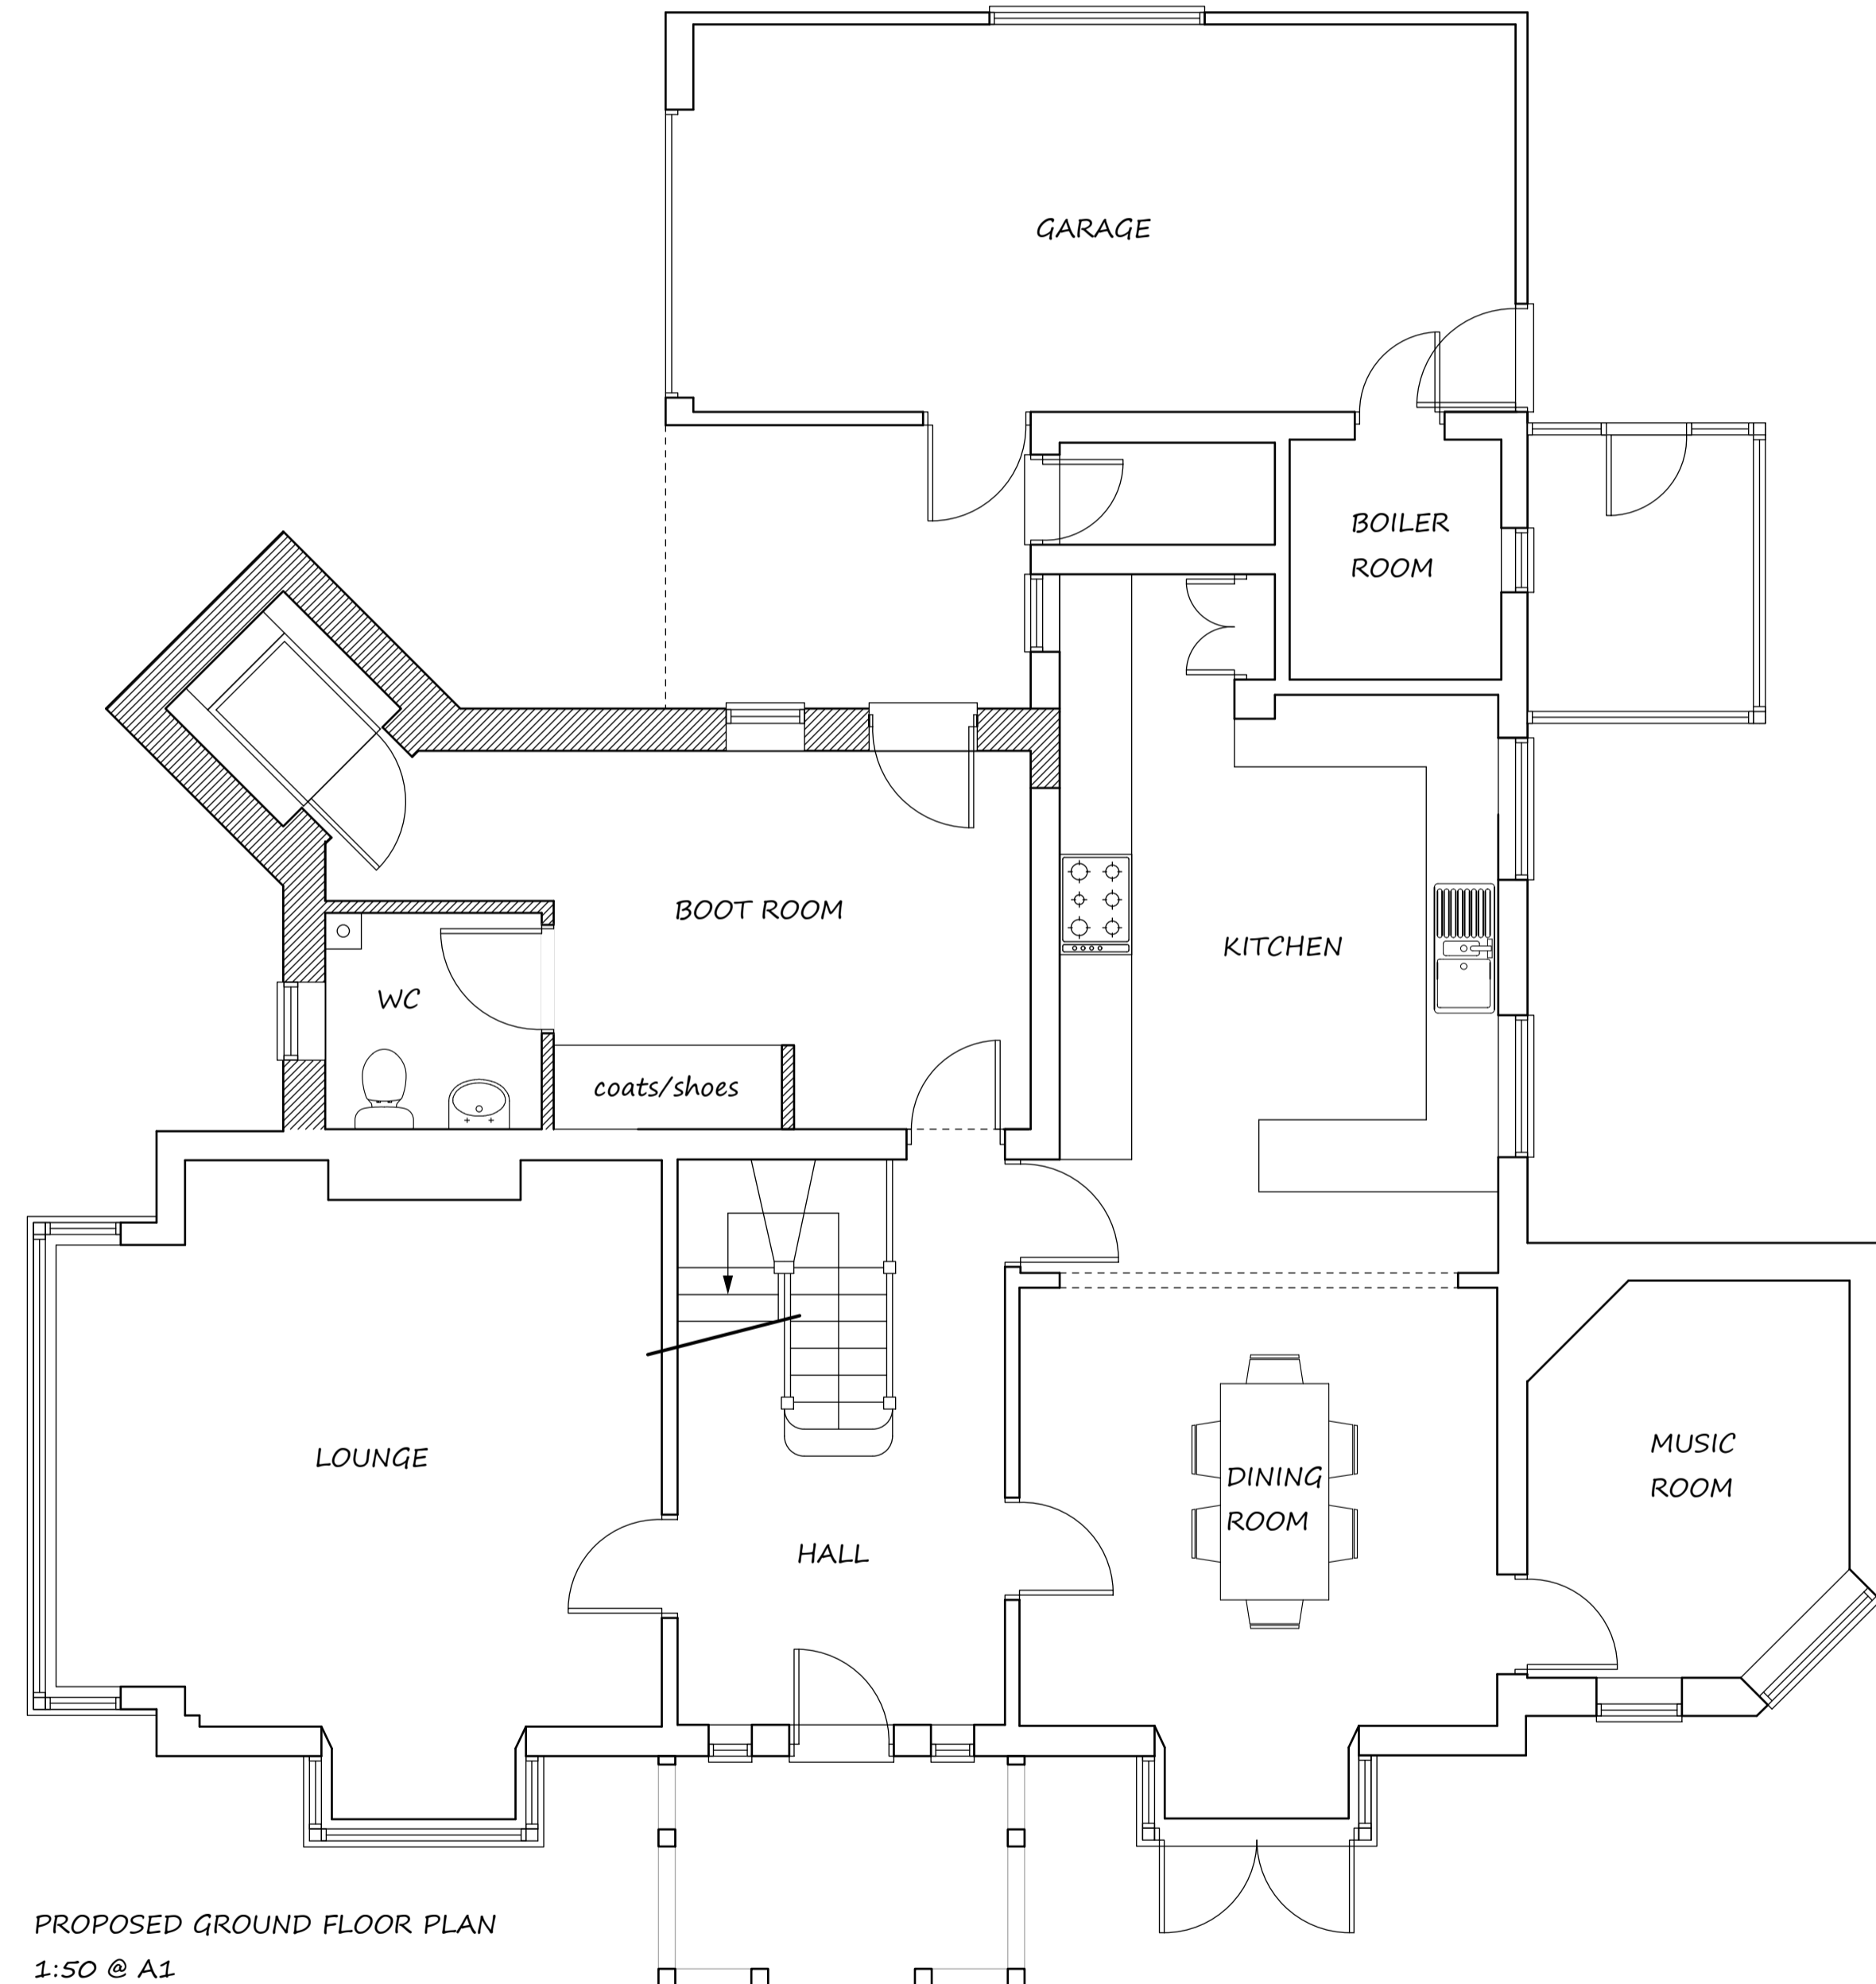 GARAGE
BOILER
ROOM
BOOT ROOM
KITCHEN
WC
coats/shoes
LOUNGE
HALL
DINING
ROOM
MUSIC
ROOM
PROPOSED GROUND FLOOR PLAN
1:50 @ A1